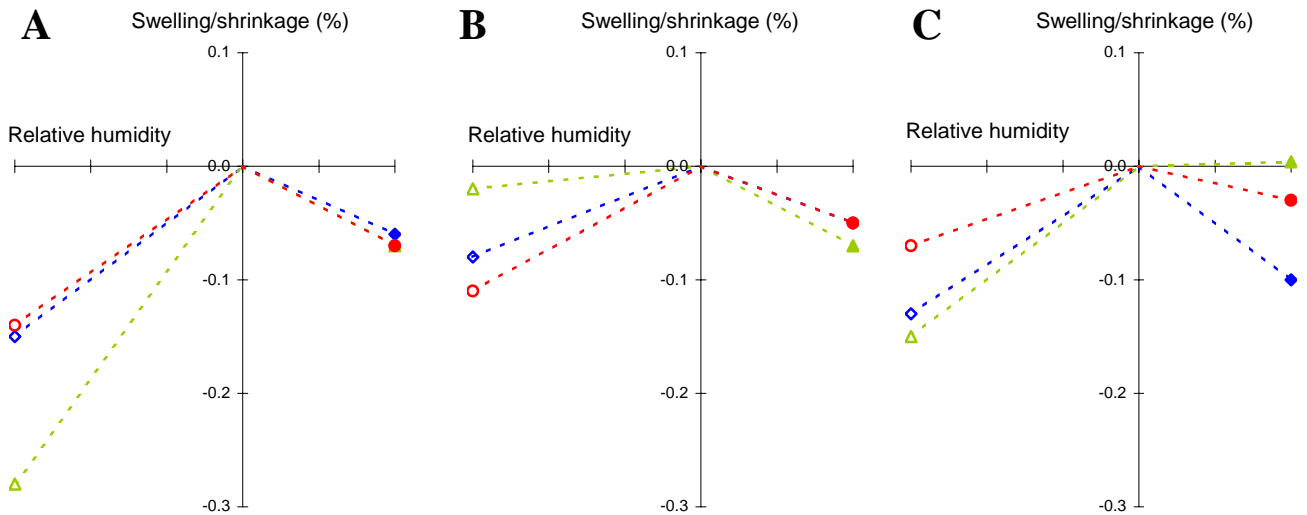 A
Swelling/shrinkage (%)
0.1
Relative humidity
0.0
-0.1
-0.2
-0.3
B
Swelling/shrinkage (%)
0.1
Relative humidity
0.0
-0.1
-0.2
-0.3
C
Swelling/shrinkage (%)
0.1
Relative humidity
0.0
-0.1
-0.2
-0.3